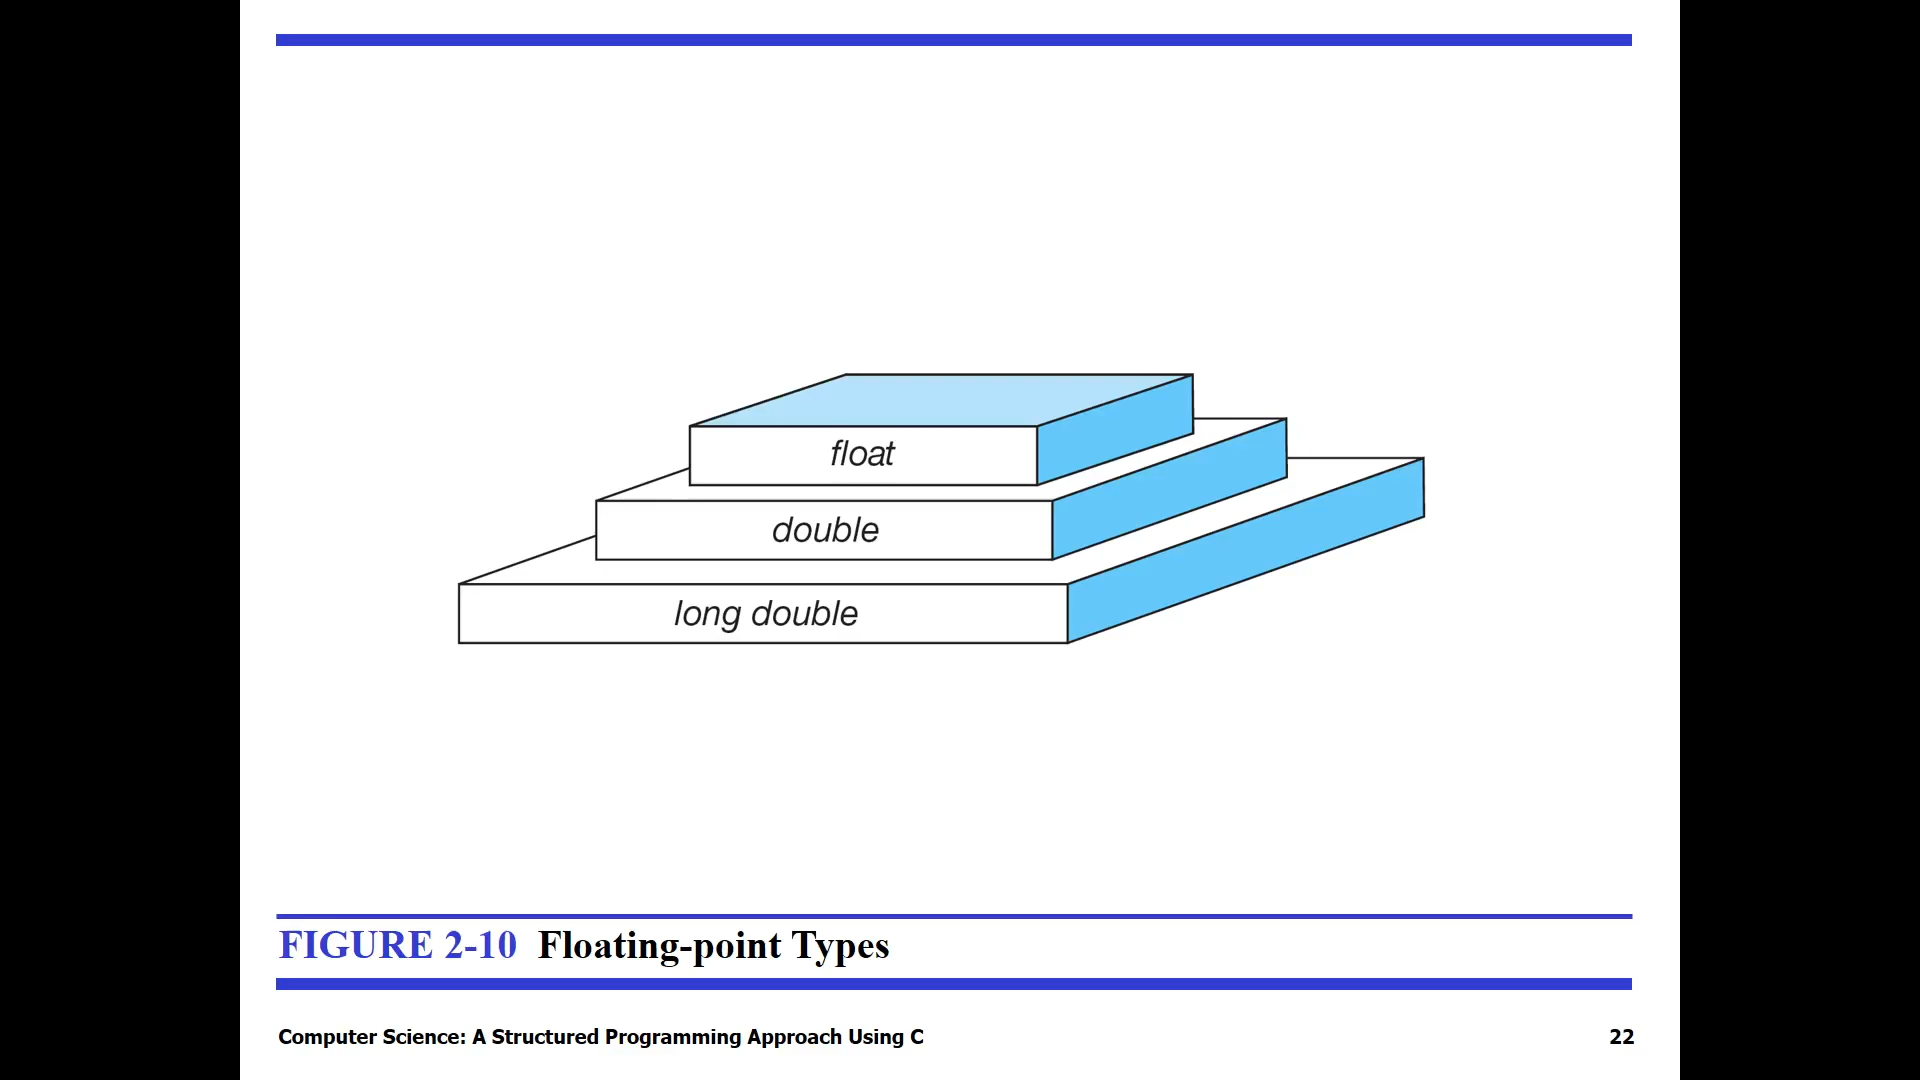 float
double
long double
FIGURE 2-10 Floating-point Types
Computer Science: A Structured Programming Approach Using C
22